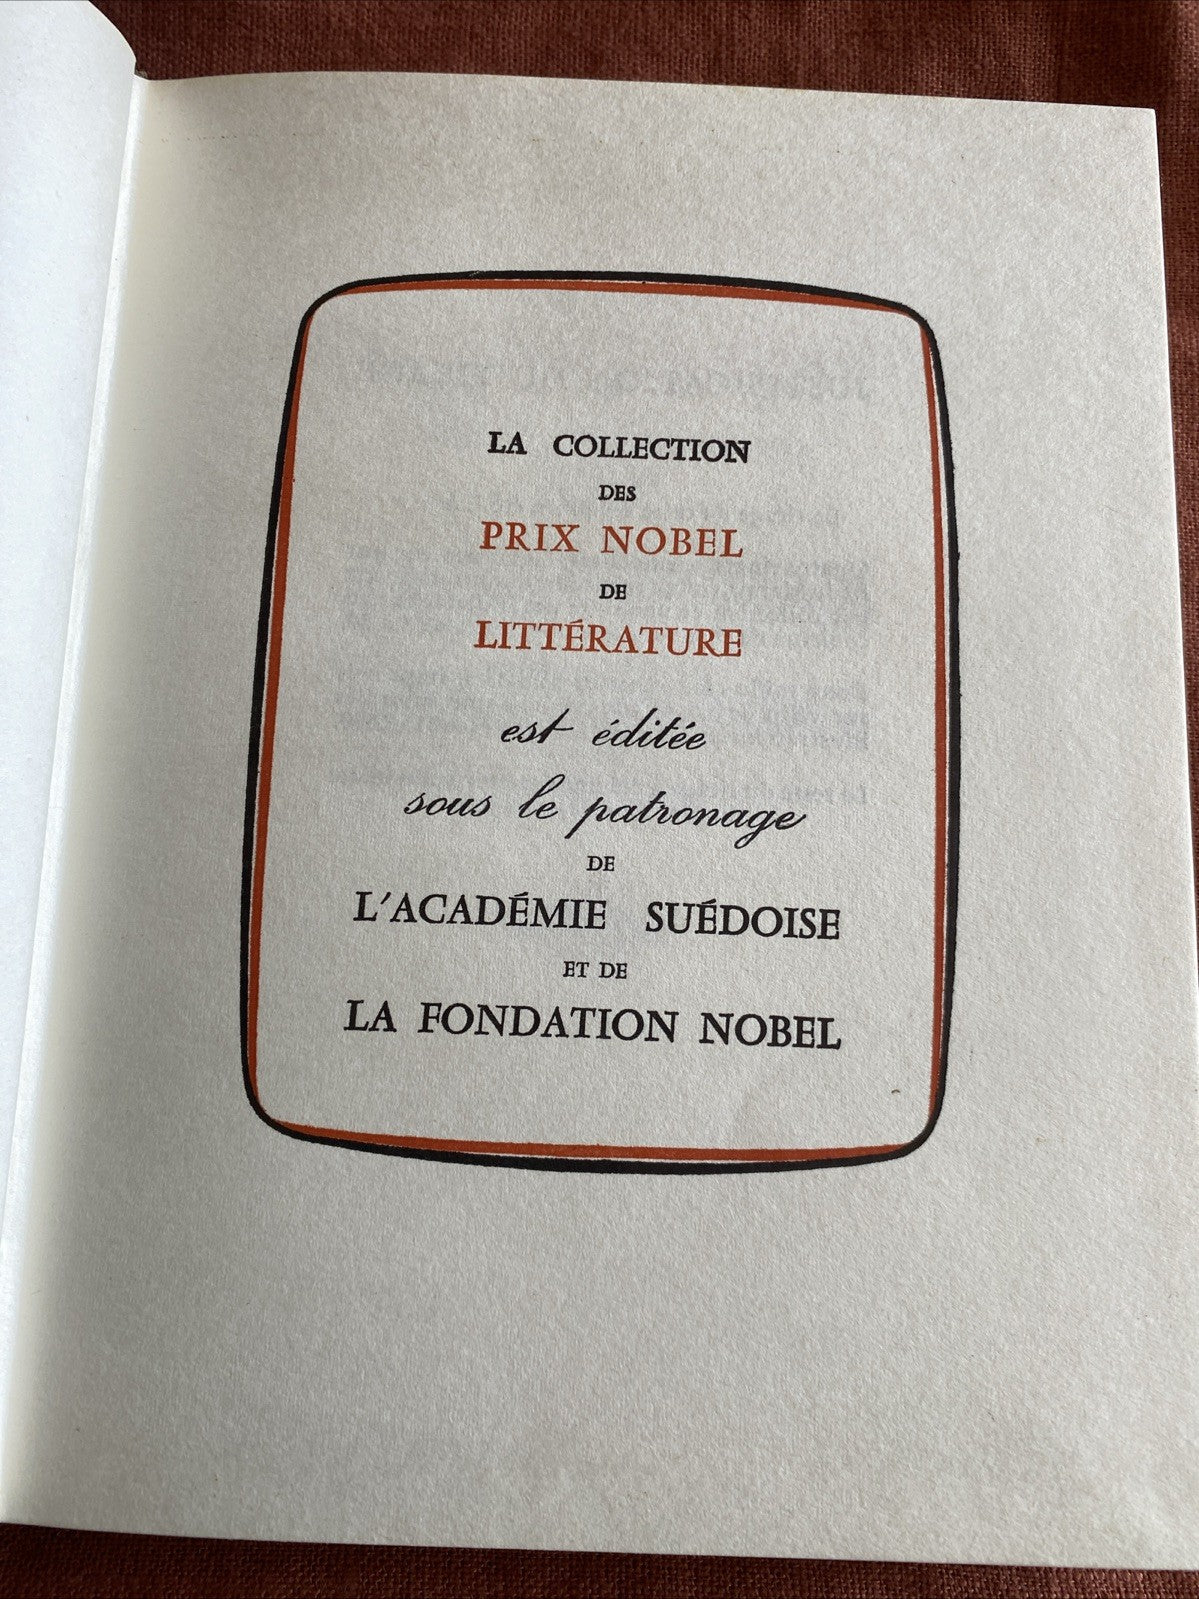 LA COLLECTION
DES
PRIX NOBEL
DE
LITTÉRATURE
est éditée
sous le patronage
DE
L'ACADÉMIE SUÉDOISE
ET DE
LA FONDATION NOBEL